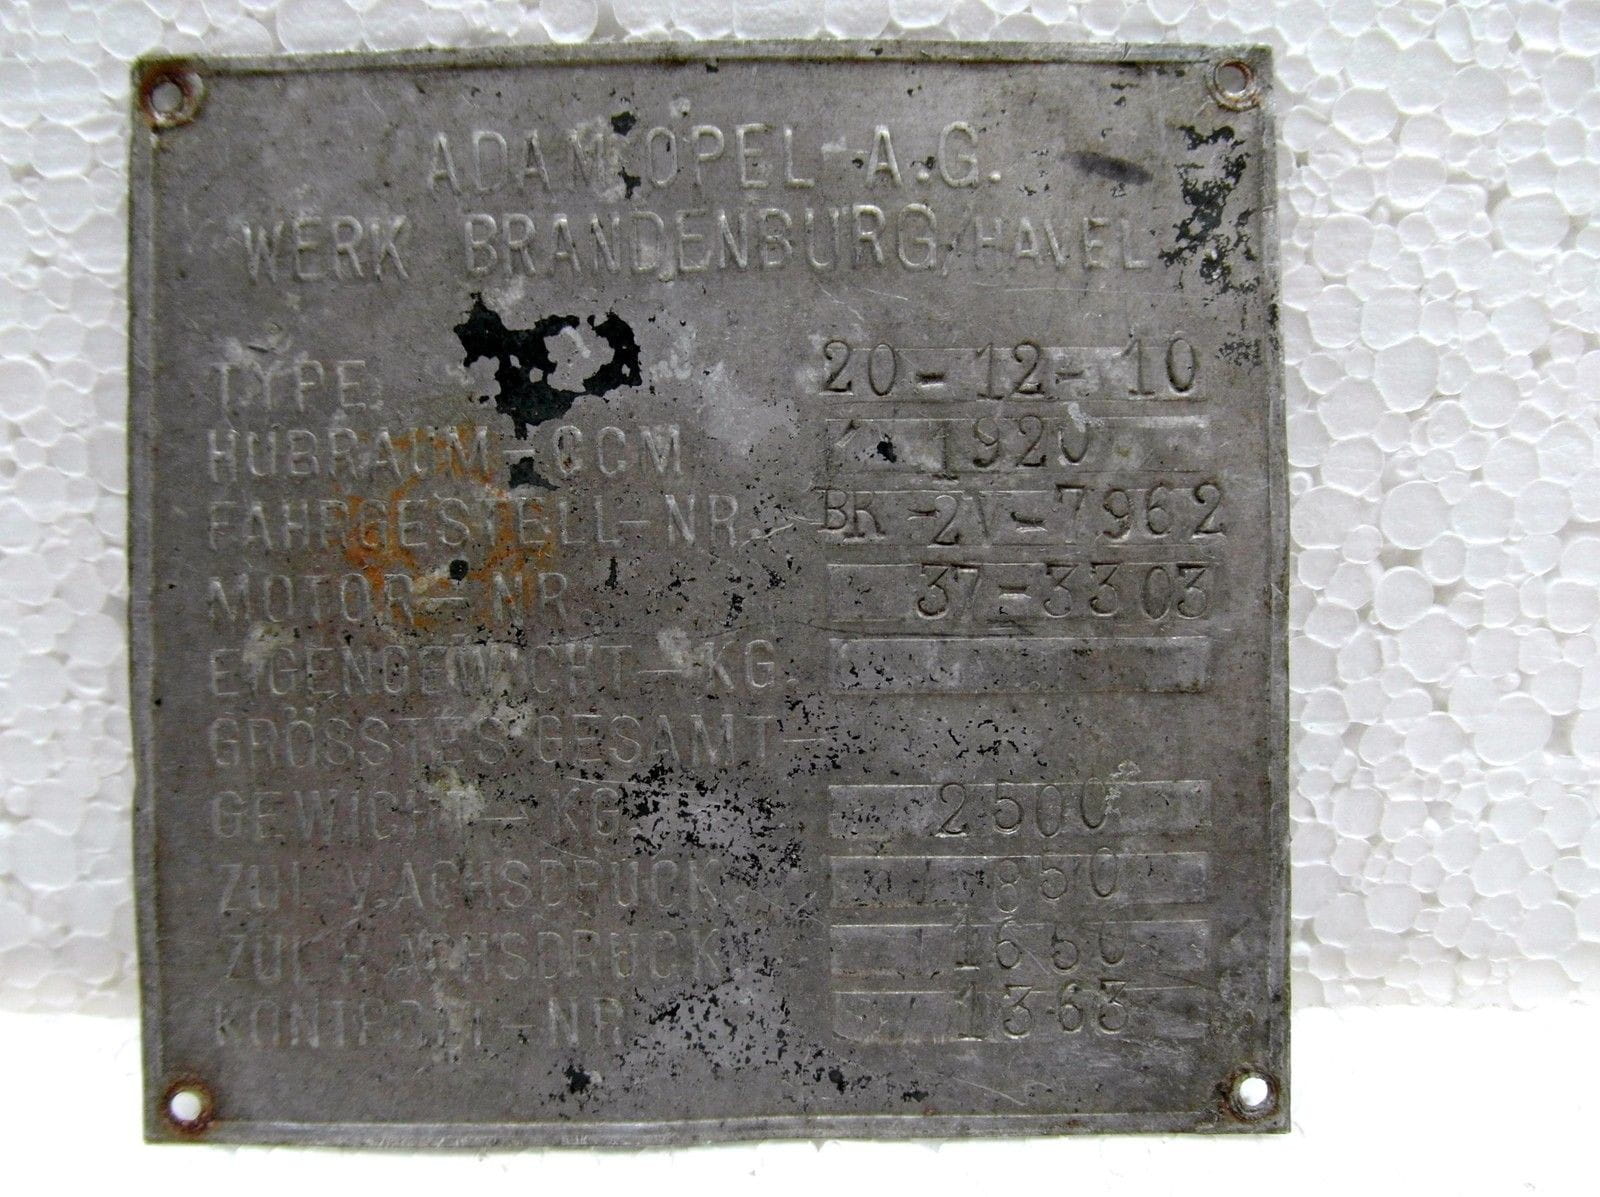 ADAM OPEL A.G.
WERK BRANDENBURG/HAVEL
TYPE 20-12-10
HUBRAUM-CCM 1920
FAHRGESTELL-NR. BR-2V-7962
MOTOR-NR. 37-3303
EIGENGEWICHT-KG.
GRÖSSTES GESAMT-
GEWICHT-KG 2500
ZUL.V.ACHSDRUCK 850
ZUL.H.ACHSDRUCK 1650
KONTROLL-NR 1363